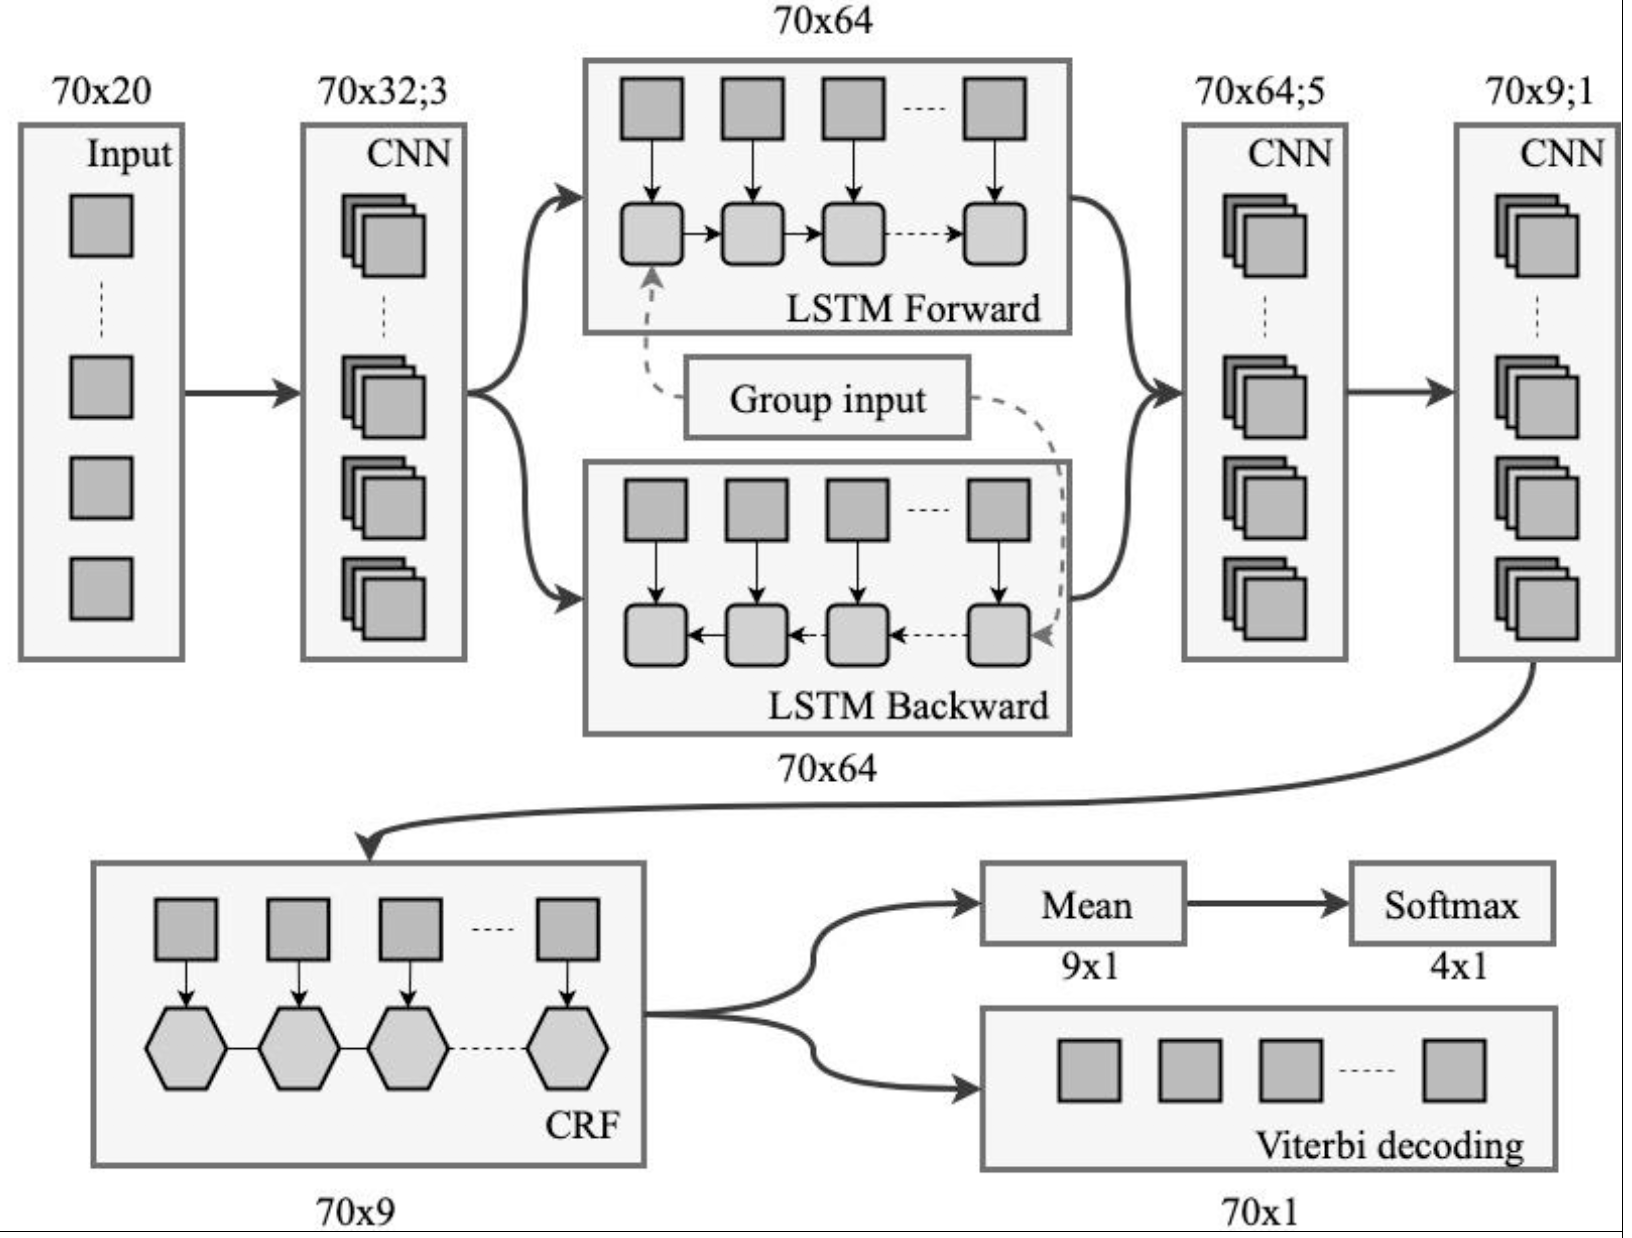 70x64
70x20
70x32;3
70x64;5
70x9;1
Input
CNN
CNN
CNN
LSTM Forward
Group input
LSTM Backward
70x64
Mean
Softmax
9x1
4x1
CRF
Viterbi decoding
70x9
70x1